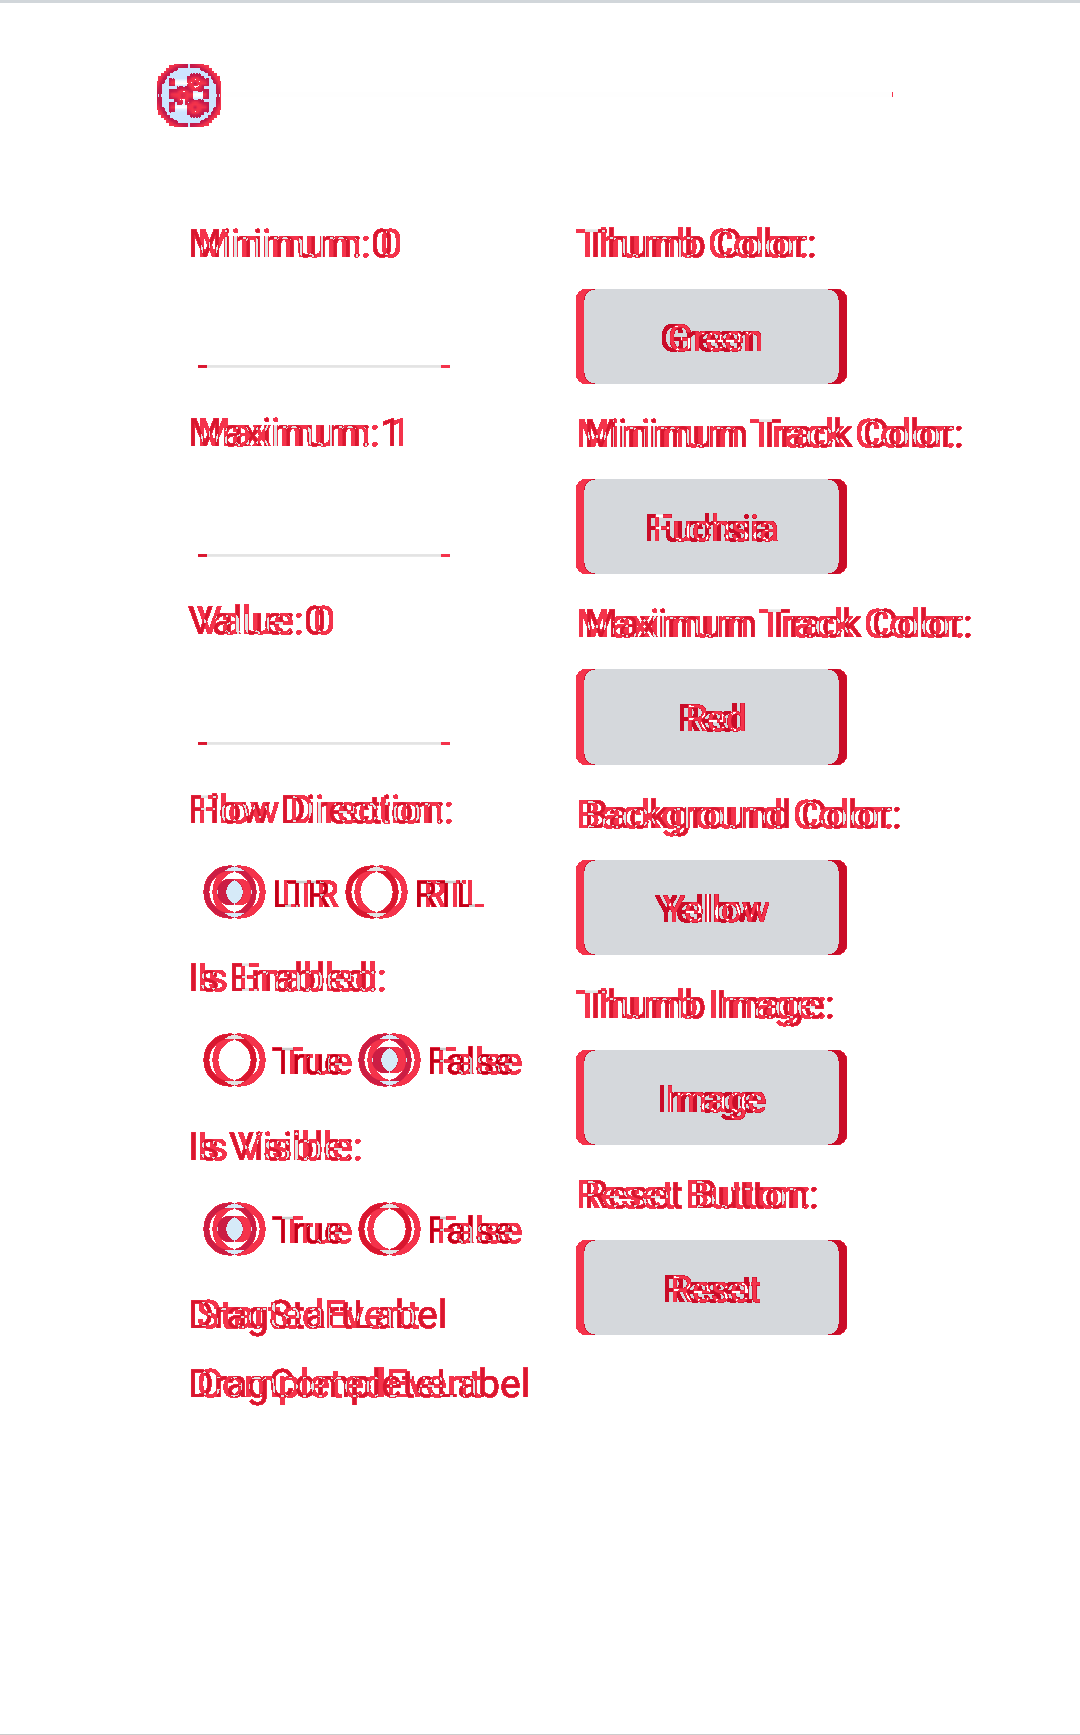 Minimum: 0
Thumb Color:
Green
Maximum: 1
Minimum Track Color:
Fuchsia
Value: 0
Maximum Track Color:
Red
Flow Direction:
Background Color:
LTR RTL
Yellow
Is Enabled:
Thumb Image:
True False
Image
Is Visible:
Reset Button:
True False
Reset